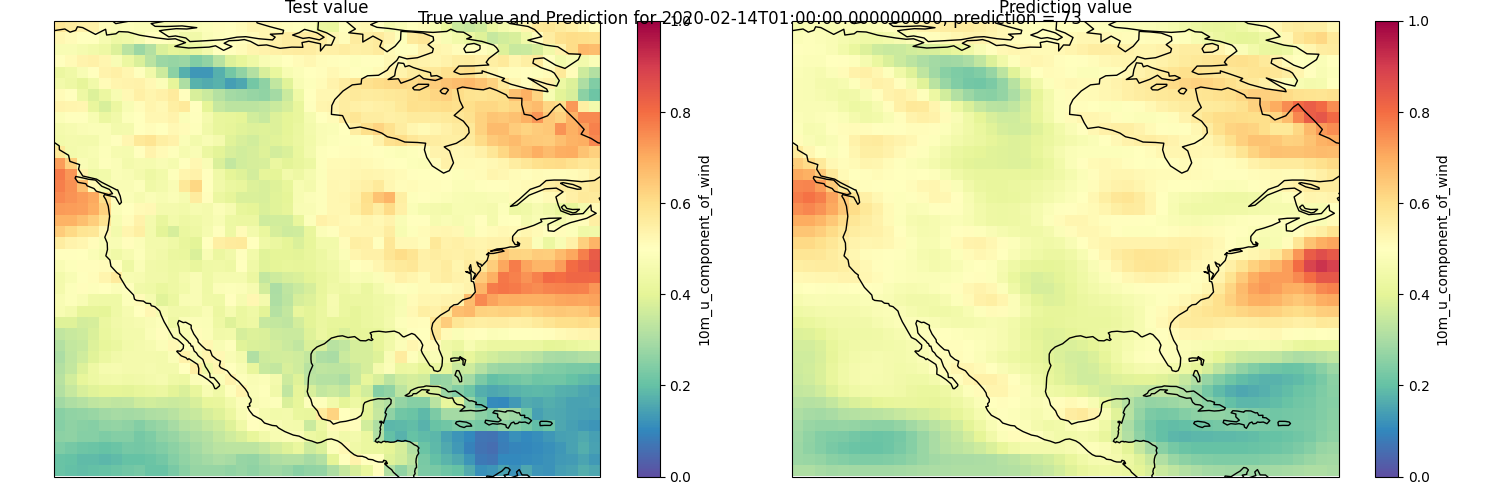 Test value
True value and Prediction for 2020-02-14T01:00:00.000000000, prediction = 73
Prediction value
1.0
0.8
0.6
0.4
0.2
0.0
10m_u_component_of_wind
1.0
0.8
0.6
0.4
0.2
0.0
10m_u_component_of_wind